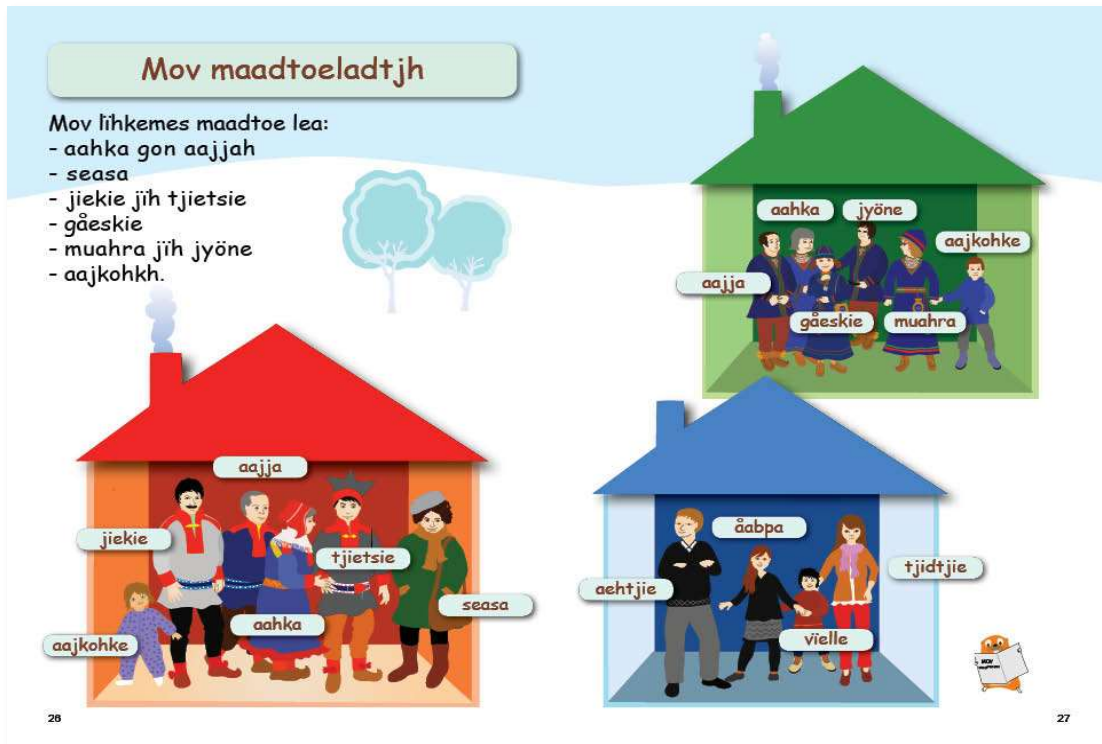 Mov maadtoeladtjh
Mov lïhkemes maadtoe lea:
- aahka gon aajjah
- seasa
- jiekie jïh tjietsie
- gåeskie
- muahra jïh jyöne
- aajkohkh.
aahka
jyöne
aajkohke
aajja
gåeskie
muahra
aajja
jiekie
tjietsie
seasa
aahka
aajkohke
åabpa
tjidtjie
aehtjie
vïelle
MOV
26
27